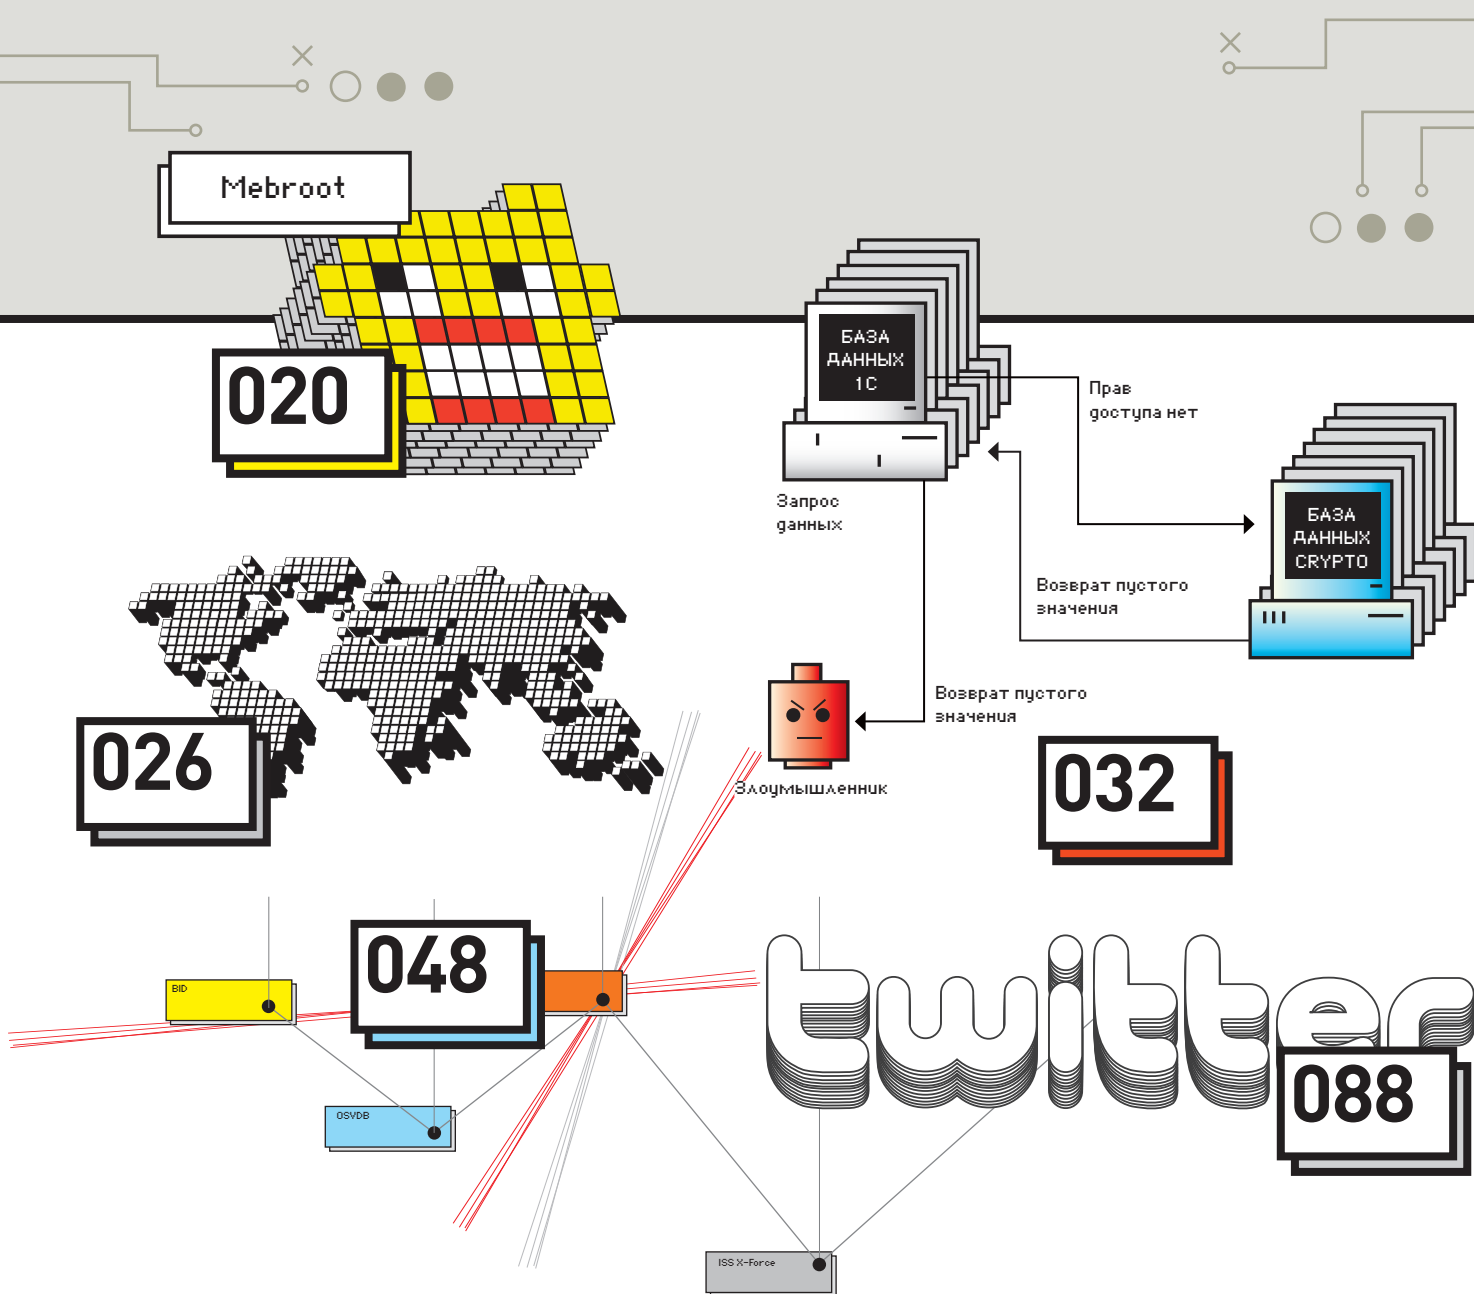 Mebroot
020
БАЗА
ДАННЫХ
1С
Прав
доступа нет
БАЗА
ДАННЫХ
CRYPTO
Запрос
данных
Возврат пустого
значения
Возврат пустого
значения
Злоумышленник
026
032
048
BID
twitter
088
OSVDB
ISS X-Force